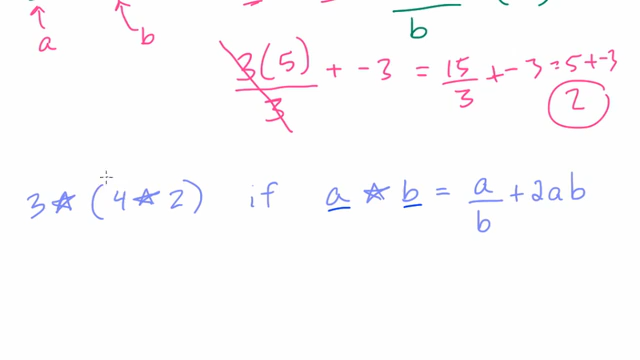 a b b
3(5)/3 + -3 = 15/3 + -3 = 5 + -3
2
3 ☆ (4 ☆ 2) if a ☆ b = a/b + 2ab